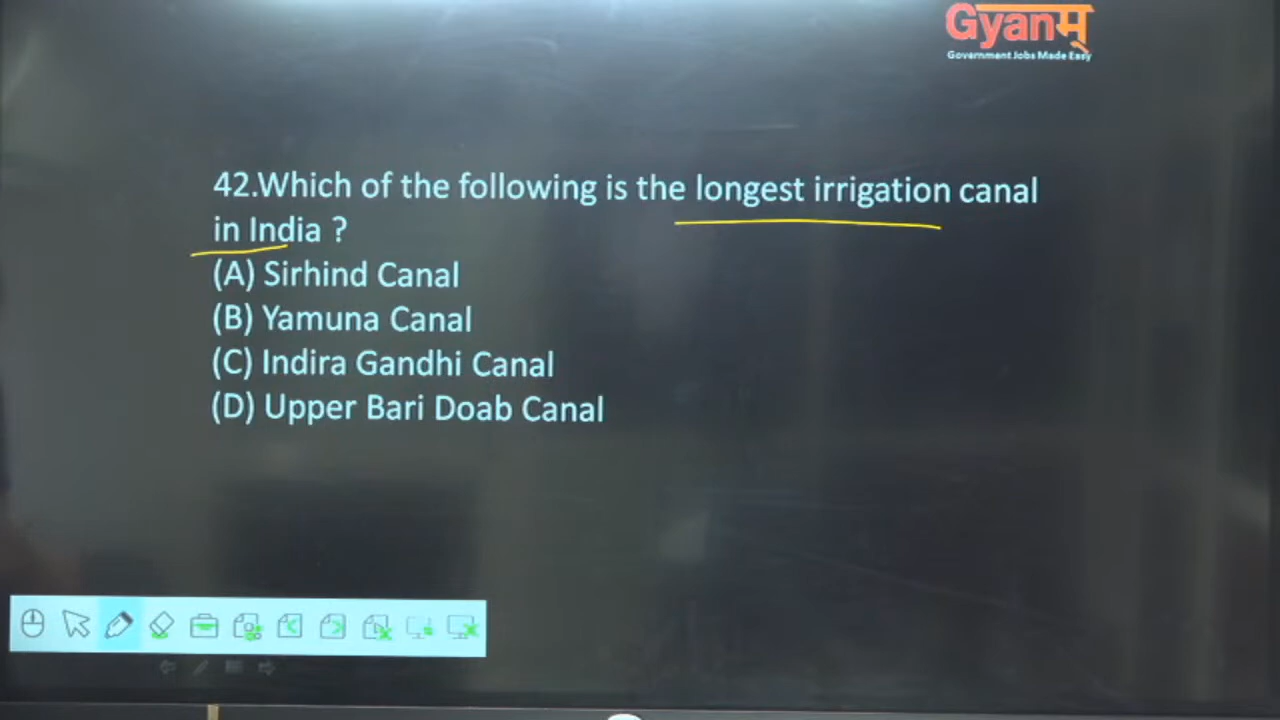 Gyanम्
Government Jobs Made Easy
42.Which of the following is the longest irrigation canal
in India ?
(A) Sirhind Canal
(B) Yamuna Canal
(C) Indira Gandhi Canal
(D) Upper Bari Doab Canal